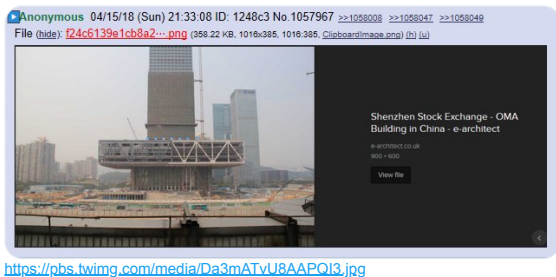 Anonymous 04/15/18 (Sun) 21:33:08 ID: 1248c3 No.1057967 >>1058008 >>1058047 >>1058049
File (hide): f24c6139e1cb8a2⋯.png (358.22 KB, 1016x385, 1016:385, ClipboardImage.png) (h) (u)
Shenzhen Stock Exchange - OMA
Building in China - e-architect
e-architect.co.uk
900 × 600
View file
https://pbs.twimg.com/media/Da3mATvU8AAPQI3.jpg